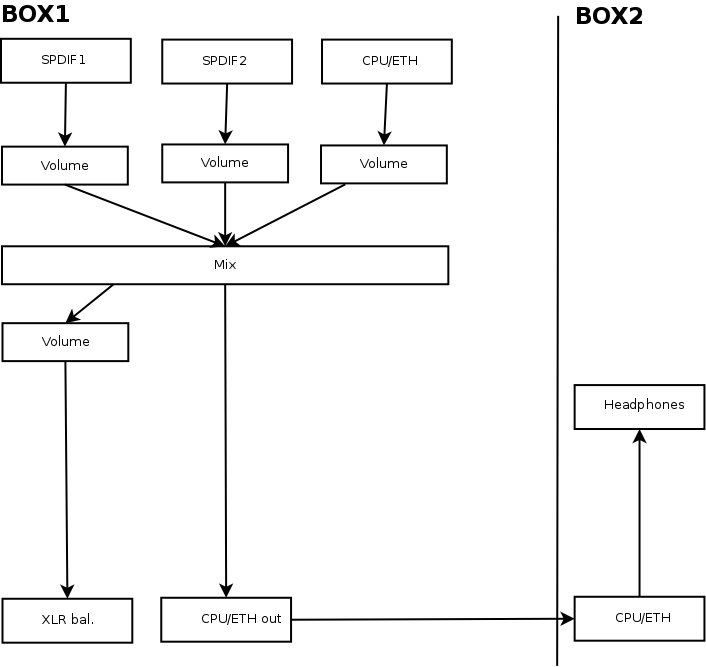 BOX1
BOX2
SPDIF1
SPDIF2
CPU/ETH
Volume
Volume
Volume
Mix
Volume
Headphones
XLR bal.
CPU/ETH out
CPU/ETH